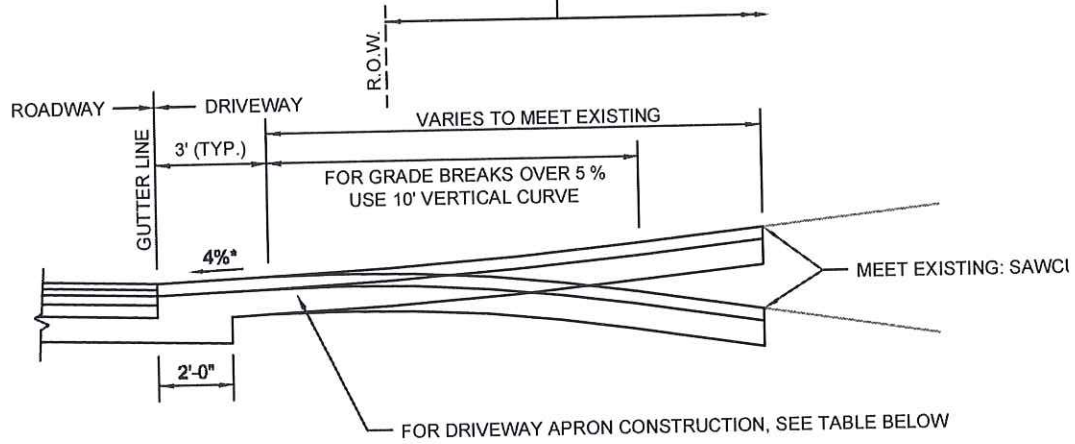 R.O.W.
ROADWAY
DRIVEWAY
VARIES TO MEET EXISTING
GUTTER LINE
3' (TYP.)
FOR GRADE BREAKS OVER 5 %
USE 10' VERTICAL CURVE
4%*
MEET EXISTING:
2'-0"
FOR DRIVEWAY APRON CONSTRUCTION, SEE TABLE BELOW